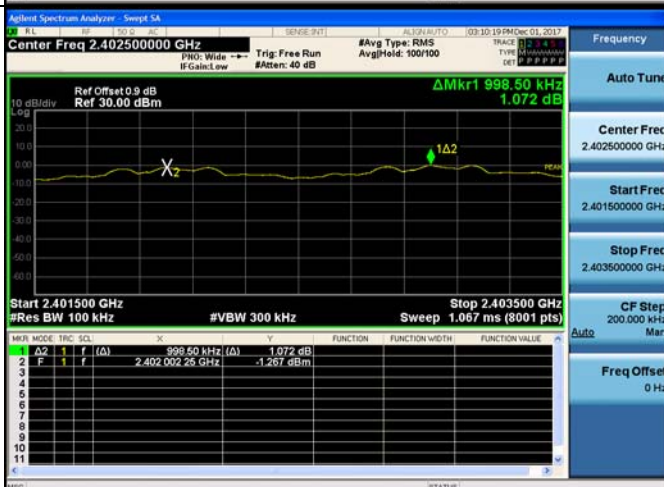 Agilent Spectrum Analyzer - Swept SA
RL RF 50 Ω AC SENSE:INT ALIGN AUTO 03:10:19 PM Dec 01, 2017
Center Freq 2.402500000 GHz
PNO: Wide
IFGain:Low
Trig: Free Run
#Atten: 40 dB
#Avg Type: RMS
Avg|Hold: 100/100
TRACE 1 2 3 4 5 6
TYPE M
DET P P P P P P
ΔMkr1 998.50 kHz
1.072 dB
Ref Offset 0.9 dB
Ref 30.00 dBm
10 dB/div
Log
20.0
10.0
0.00
-10.0
-20.0
-30.0
-40.0
-50.0
-60.0
X2
1Δ2
PEAK
Start 2.401500 GHz
#Res BW 100 kHz
#VBW 300 kHz
Stop 2.403500 GHz
Sweep 1.067 ms (8001 pts)
MKR MODE TRC SCL X Y FUNCTION FUNCTION WIDTH FUNCTION VALUE
1 Δ2 1 f (Δ) 998.50 kHz (Δ) 1.072 dB
2 F 1 f 2.402 002 25 GHz -1.267 dBm
3
4
5
6
7
8
9
10
11
MSG
STATUS
Frequency
Auto Tune
Center Freq
2.402500000 GHz
Start Freq
2.401500000 GHz
Stop Freq
2.403500000 GHz
CF Step
200.000 kHz
Auto Man
Freq Offset
0 Hz